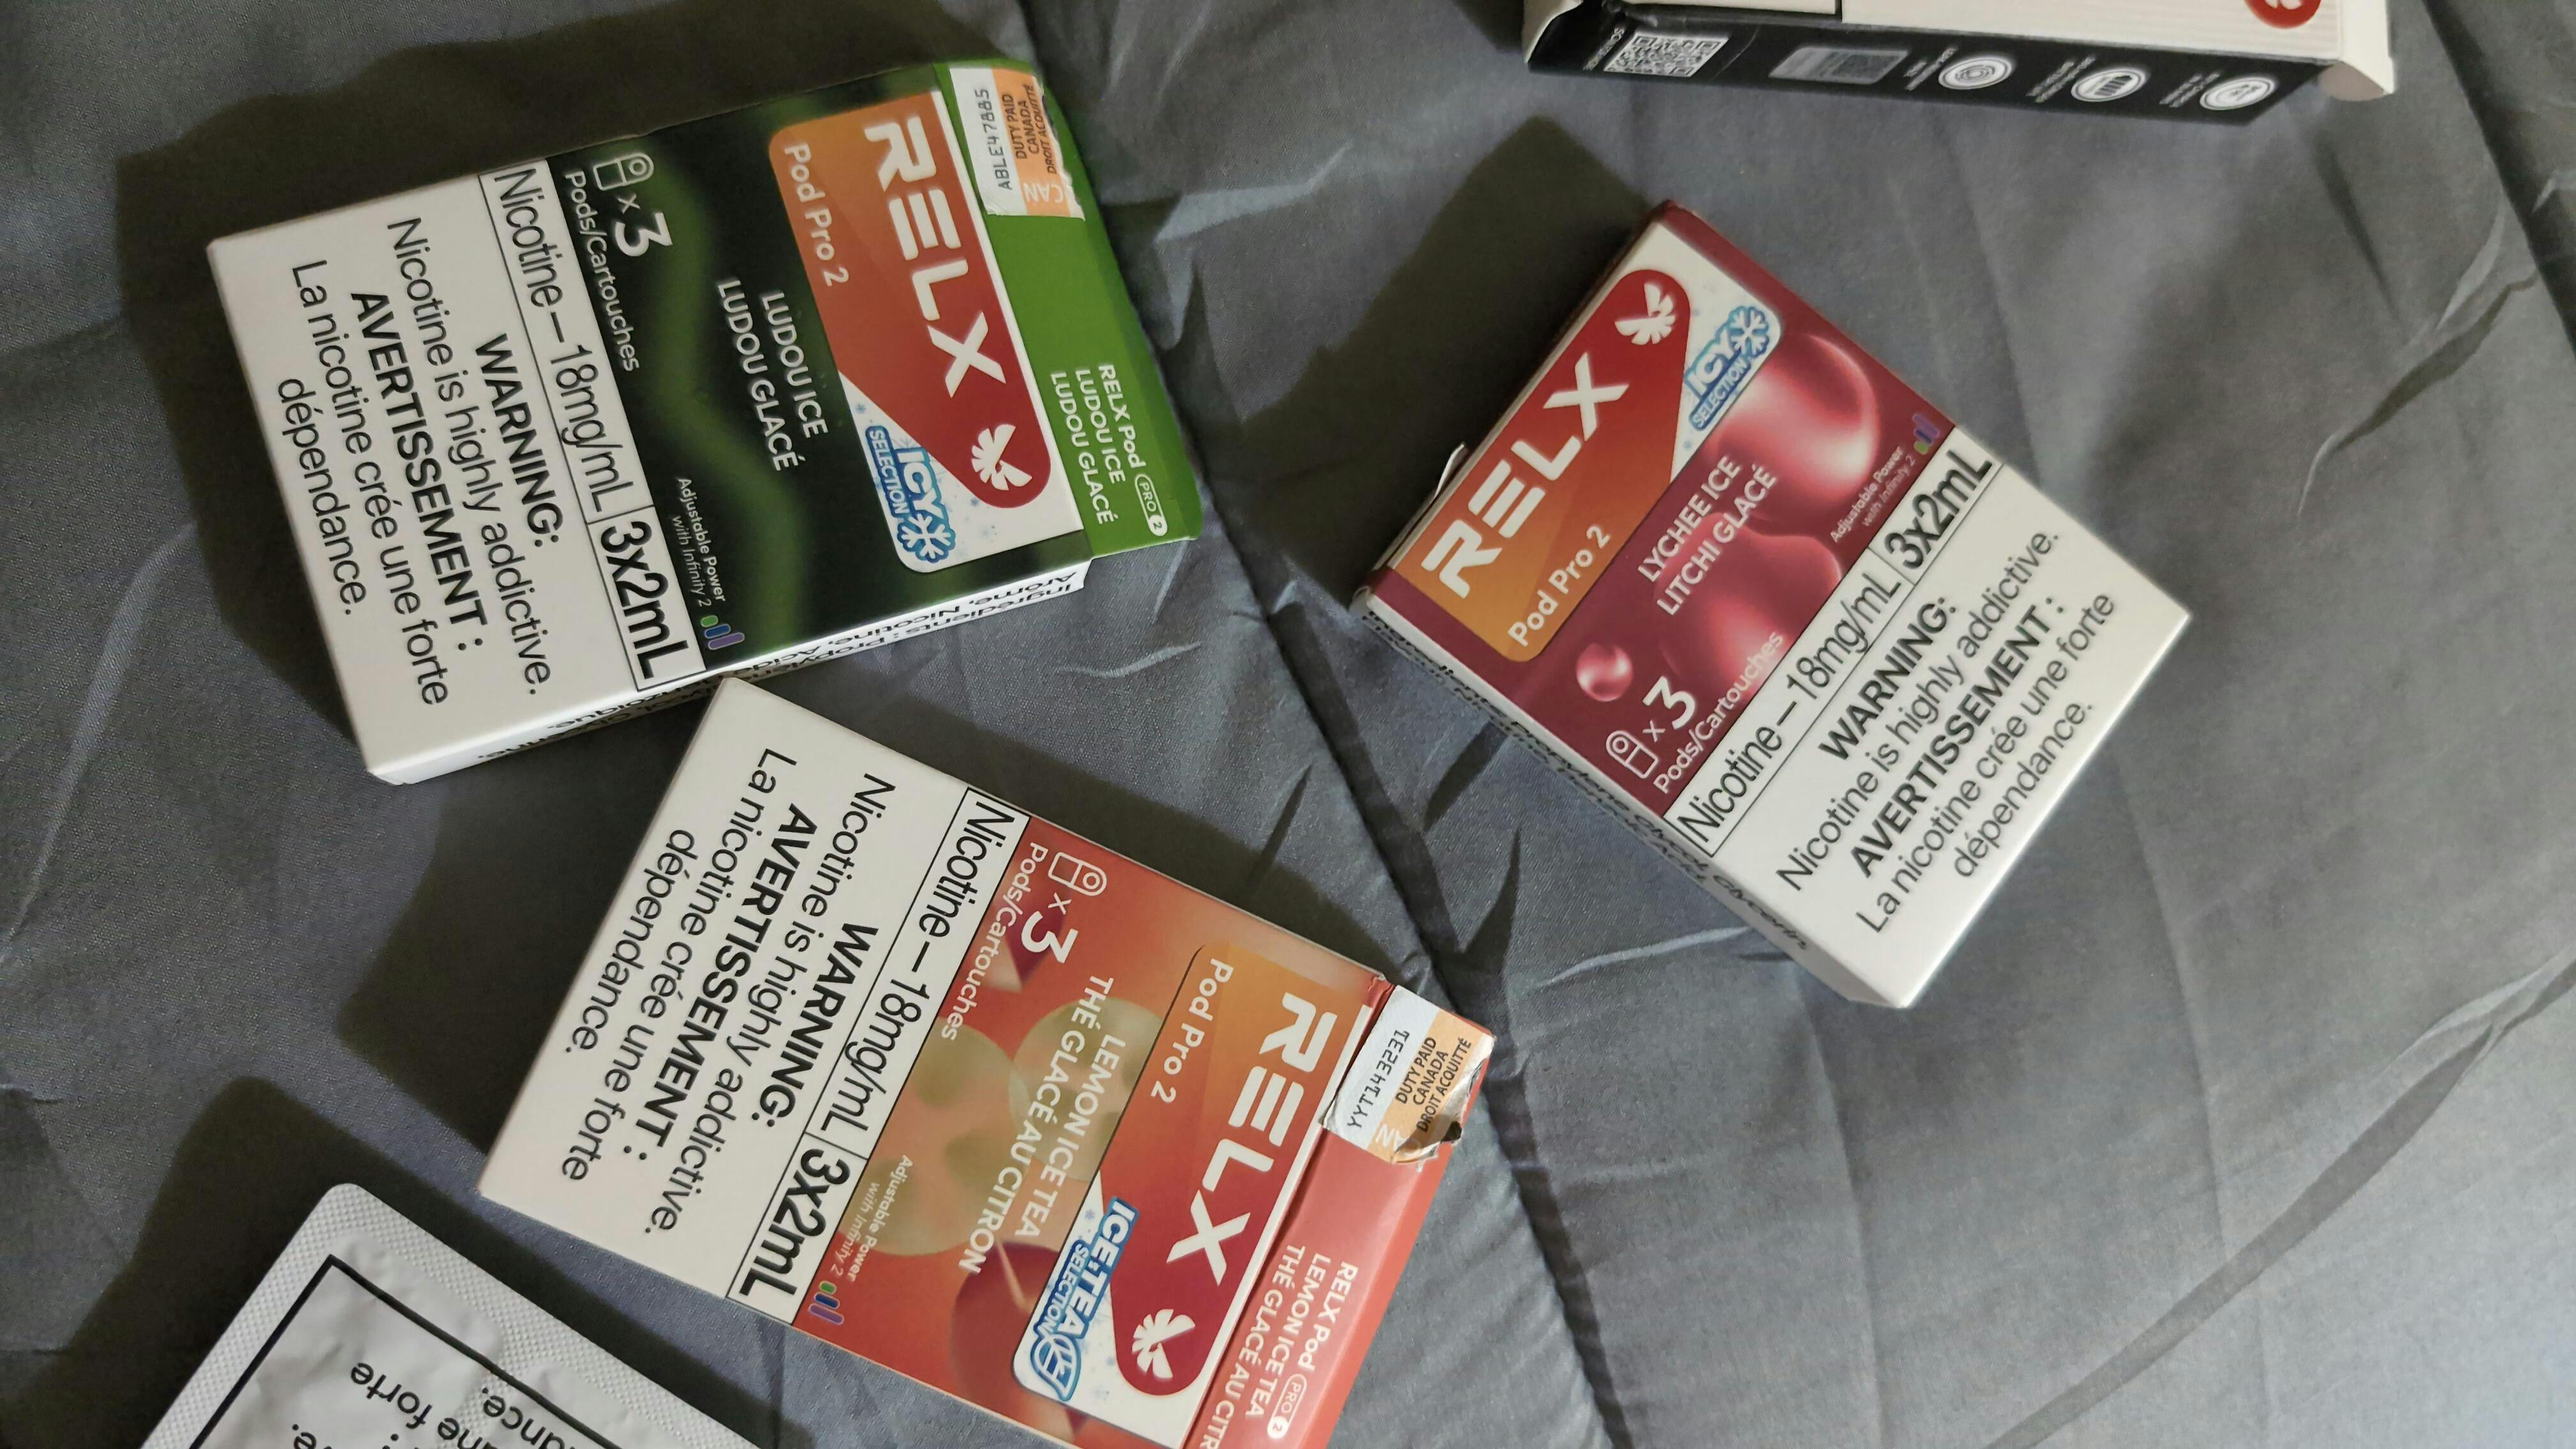 ABLE47885
DUTY PAID
CANADA
DROIT ACQUITTÉ
CAN
RELX Pod PRO 2
LUDOU ICE
LUDOU GLACÉ
RELX
Pod Pro 2
ICY
SELECTION
LUDOU ICE
LUDOU GLACÉ
x 3
Pods/Cartouches
Adjustable Power
with Infinity 2
Nicotine – 18mg/mL 3x2mL
WARNING:
Nicotine is highly addictive.
AVERTISSEMENT :
La nicotine crée une forte
dépendance.
RELX
Pod Pro 2
ICY
SELECTION
LYCHEE ICE
LITCHI GLACÉ
x 3
Pods/Cartouches
Adjustable Power
with Infinity 2
Nicotine – 18mg/mL 3x2mL
WARNING:
Nicotine is highly addictive.
AVERTISSEMENT :
La nicotine crée une forte
dépendance.
YYT1143231
DUTY PAID
CANADA
DROIT ACQUITTÉ
RELX Pod PRO 2
LEMON ICE TEA
THÉ GLACÉ AU CITR
RELX
Pod Pro 2
ICE TEA
SELECTION
LEMON ICE TEA
THÉ GLACÉ AU CITRON
x 3
Pods/Cartouches
Adjustable Power
with Infinity 2
Nicotine – 18mg/mL 3x2mL
WARNING:
Nicotine is highly addictive.
AVERTISSEMENT :
La nicotine crée une forte
dépendance.
ne forte